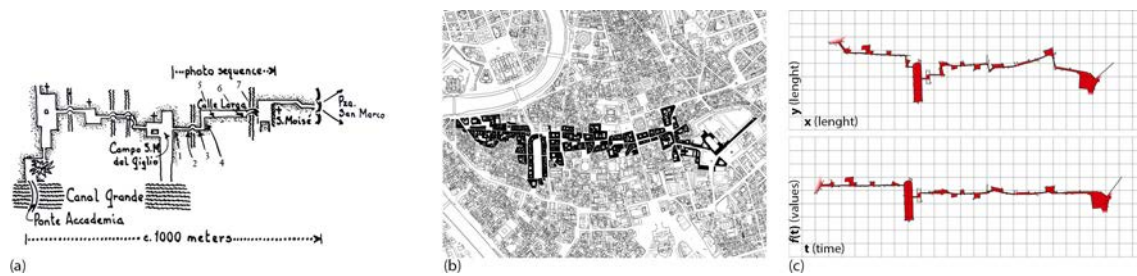 photo sequence
5 6 7
Calle Larga
S. Moisé
Pza.
San Marco
Campo S.M.
del Giglio
1 2 3 4
Canal Grande
Ponte Accademia
c. 1000 meters
(a)
(b)
y (lenght)
x (lenght)
f(t) (values)
t (time)
(c)